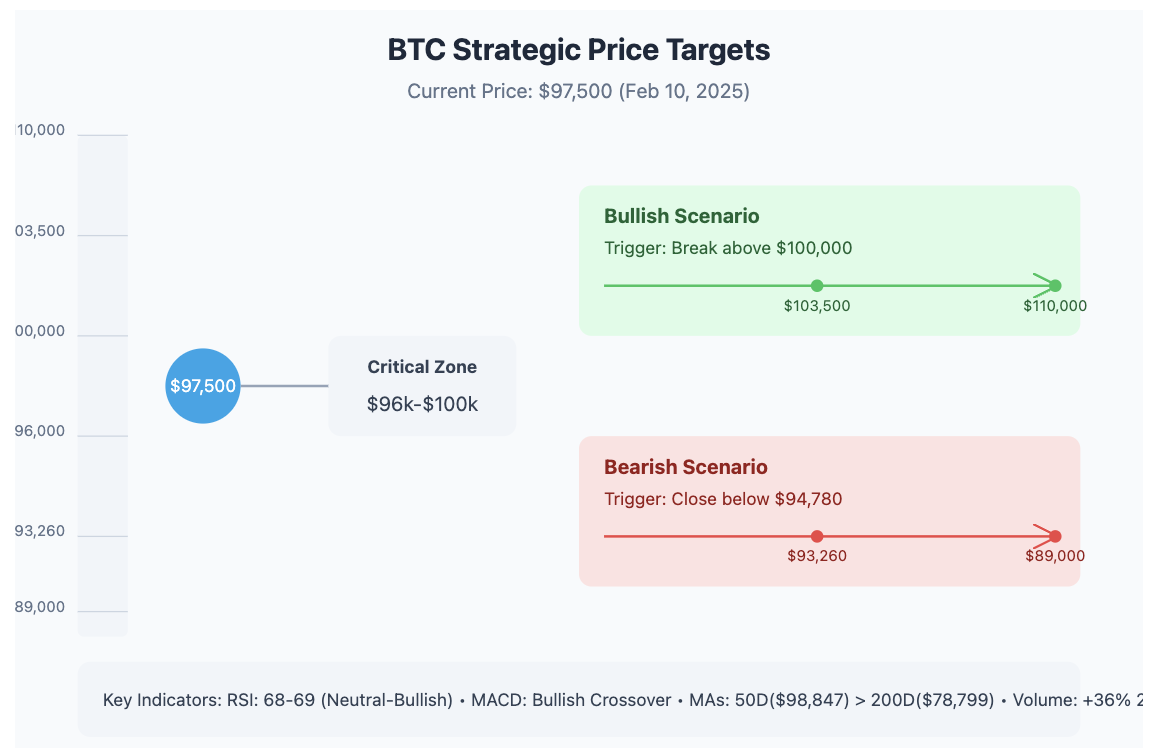 BTC Strategic Price Targets
Current Price: $97,500 (Feb 10, 2025)
10,000
03,500
00,000
96,000
93,260
89,000
$97,500
Critical Zone
$96k-$100k
Bullish Scenario
Trigger: Break above $100,000
$103,500
$110,000
Bearish Scenario
Trigger: Close below $94,780
$93,260
$89,000
Key Indicators: RSI: 68-69 (Neutral-Bullish) • MACD: Bullish Crossover • MAs: 50D($98,847) > 200D($78,799) • Volume: +36% 2